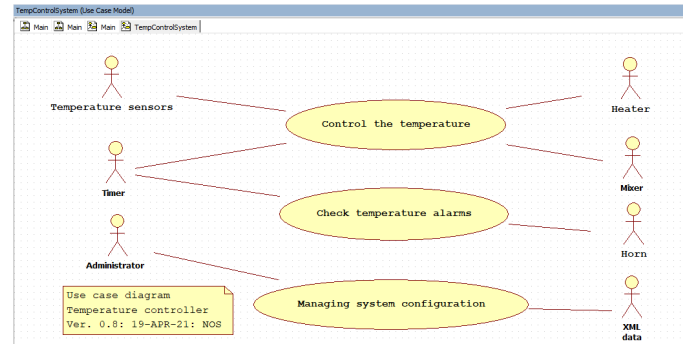 TempControlSystem (Use Case Model)
Main Main Main TempControlSystem
Temperature sensors
Control the temperature
Heater
Timer
Mixer
Check temperature alarms
Horn
Administrator
Managing system configuration
XML
data
Use case diagram
Temperature controller
Ver. 0.8: 19-APR-21: NOS